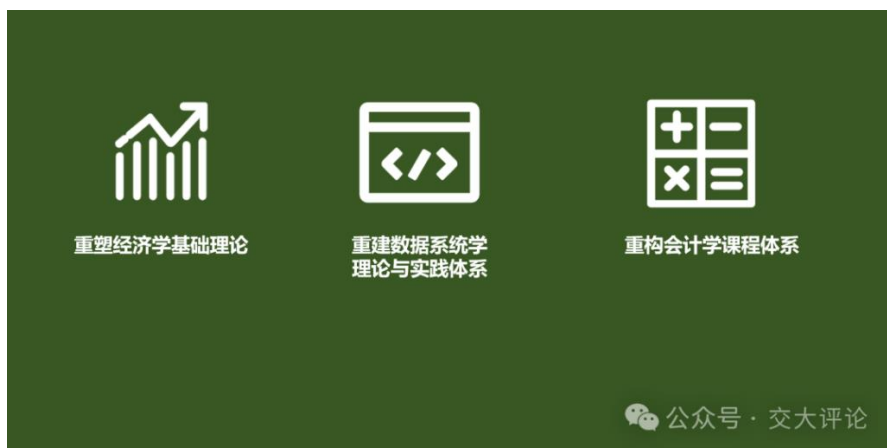 重塑经济学基础理论
重建数据系统学
理论与实践体系
重构会计学课程体系
公众号 · 交大评论